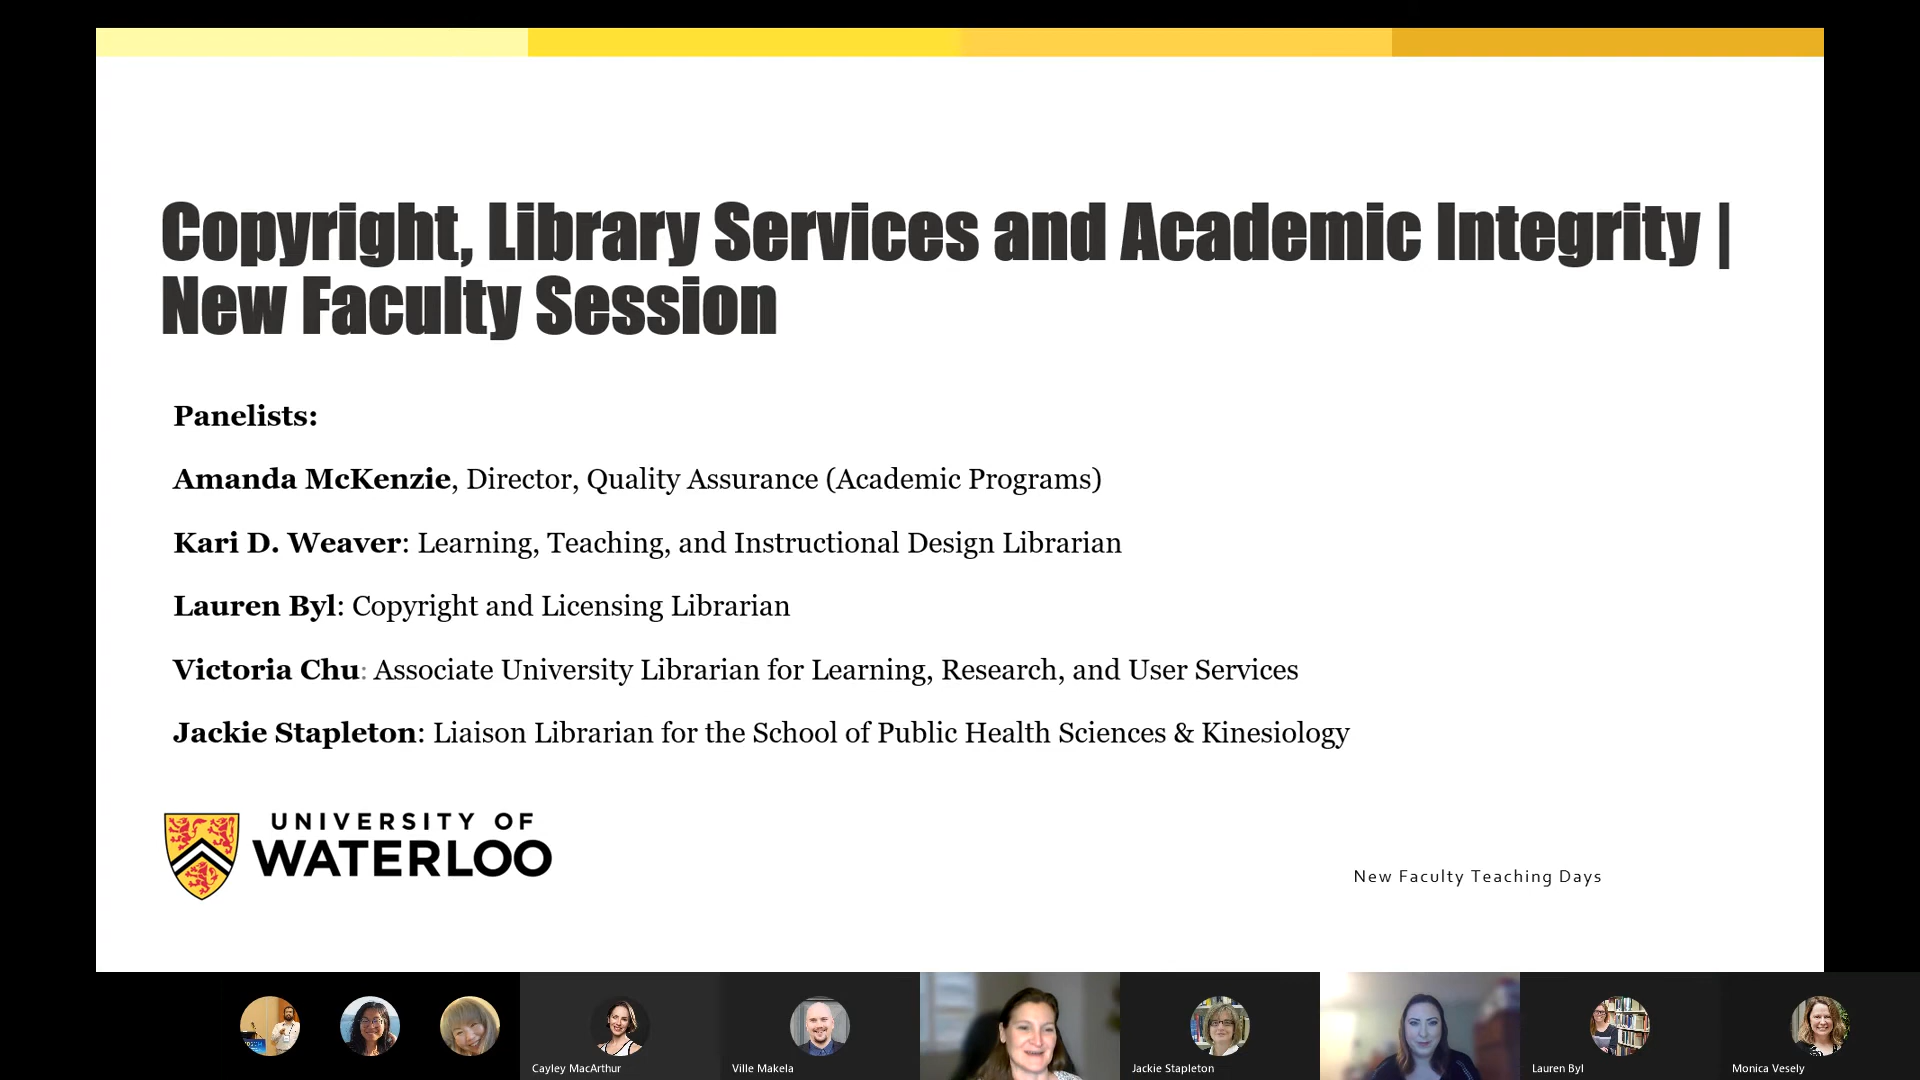 Copyright, Library Services and Academic Integrity |
New Faculty Session
Panelists:
Amanda McKenzie, Director, Quality Assurance (Academic Programs)
Kari D. Weaver: Learning, Teaching, and Instructional Design Librarian
Lauren Byl: Copyright and Licensing Librarian
Victoria Chu: Associate University Librarian for Learning, Research, and User Services
Jackie Stapleton: Liaison Librarian for the School of Public Health Sciences & Kinesiology
UNIVERSITY OF
WATERLOO
New Faculty Teaching Days
Cayley MacArthur
Ville Makela
Jackie Stapleton
Lauren Byl
Monica Vesely